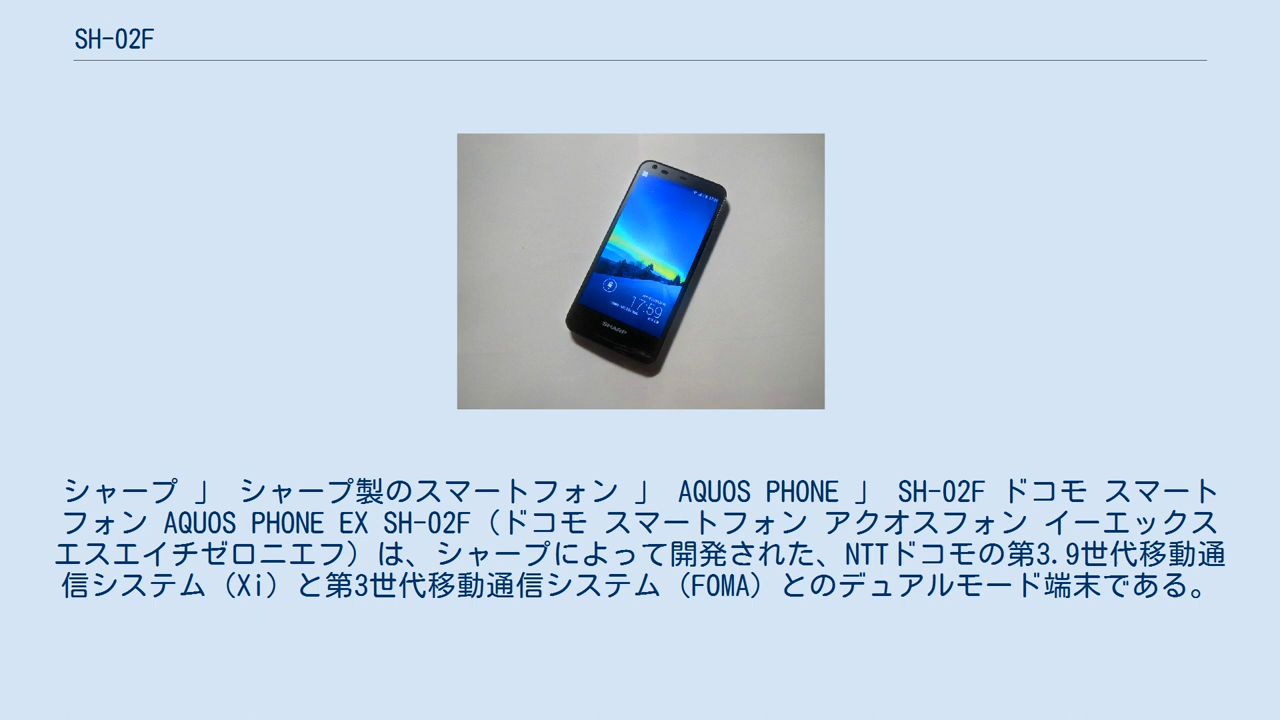 SH-02F
17:59
SHARP
シャープ 」 シャープ製のスマートフォン 」 AQUOS PHONE 」 SH-02F ドコモ スマート
フォン AQUOS PHONE EX SH-02F（ドコモ スマートフォン アクオスフォン イーエックス
エスエイチゼロニエフ）は、シャープによって開発された、NTTドコモの第3.9世代移動通
信システム（Xi）と第3世代移動通信システム（FOMA）とのデュアルモード端末である。